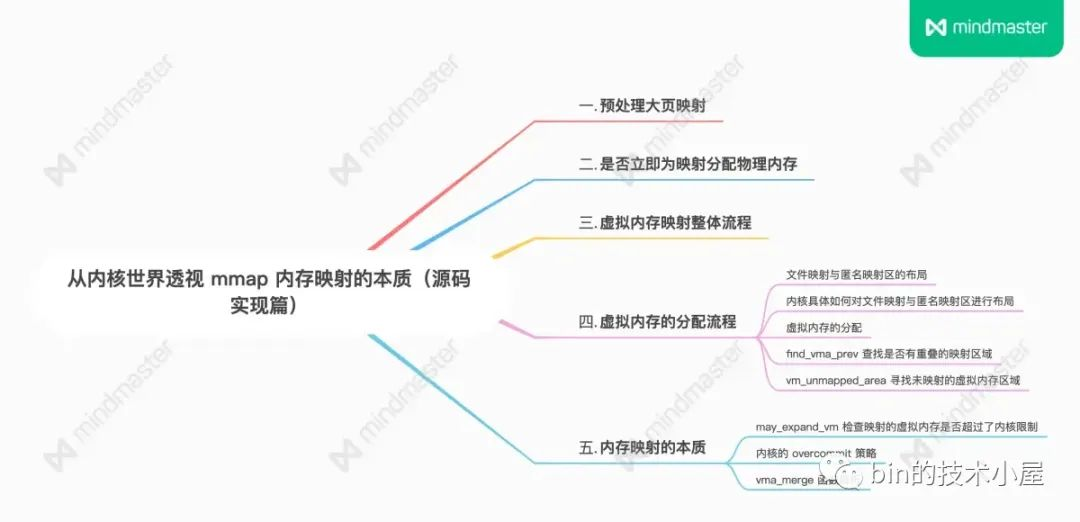 mindmaster
一. 预处理大页映射
二. 是否立即为映射分配物理内存
三. 虚拟内存映射整体流程
从内核世界透视 mmap 内存映射的本质（源码
实现篇）
四. 虚拟内存的分配流程
文件映射与匿名映射区的布局
内核具体如何对文件映射与匿名映射区进行布局
虚拟内存的分配
find_vma_prev 查找是否有重叠的映射区域
vm_unmapped_area 寻找未映射的虚拟内存区域
五. 内存映射的本质
may_expand_vm 检查映射的虚拟内存是否超过了内核限制
内核的 overcommit 策略
vma_merge 函数
bin的技术小屋
mindmaster
mindmaster
mindmaster
mindmaster
mindmaster
mindmaster
mindmaster
mindmaster